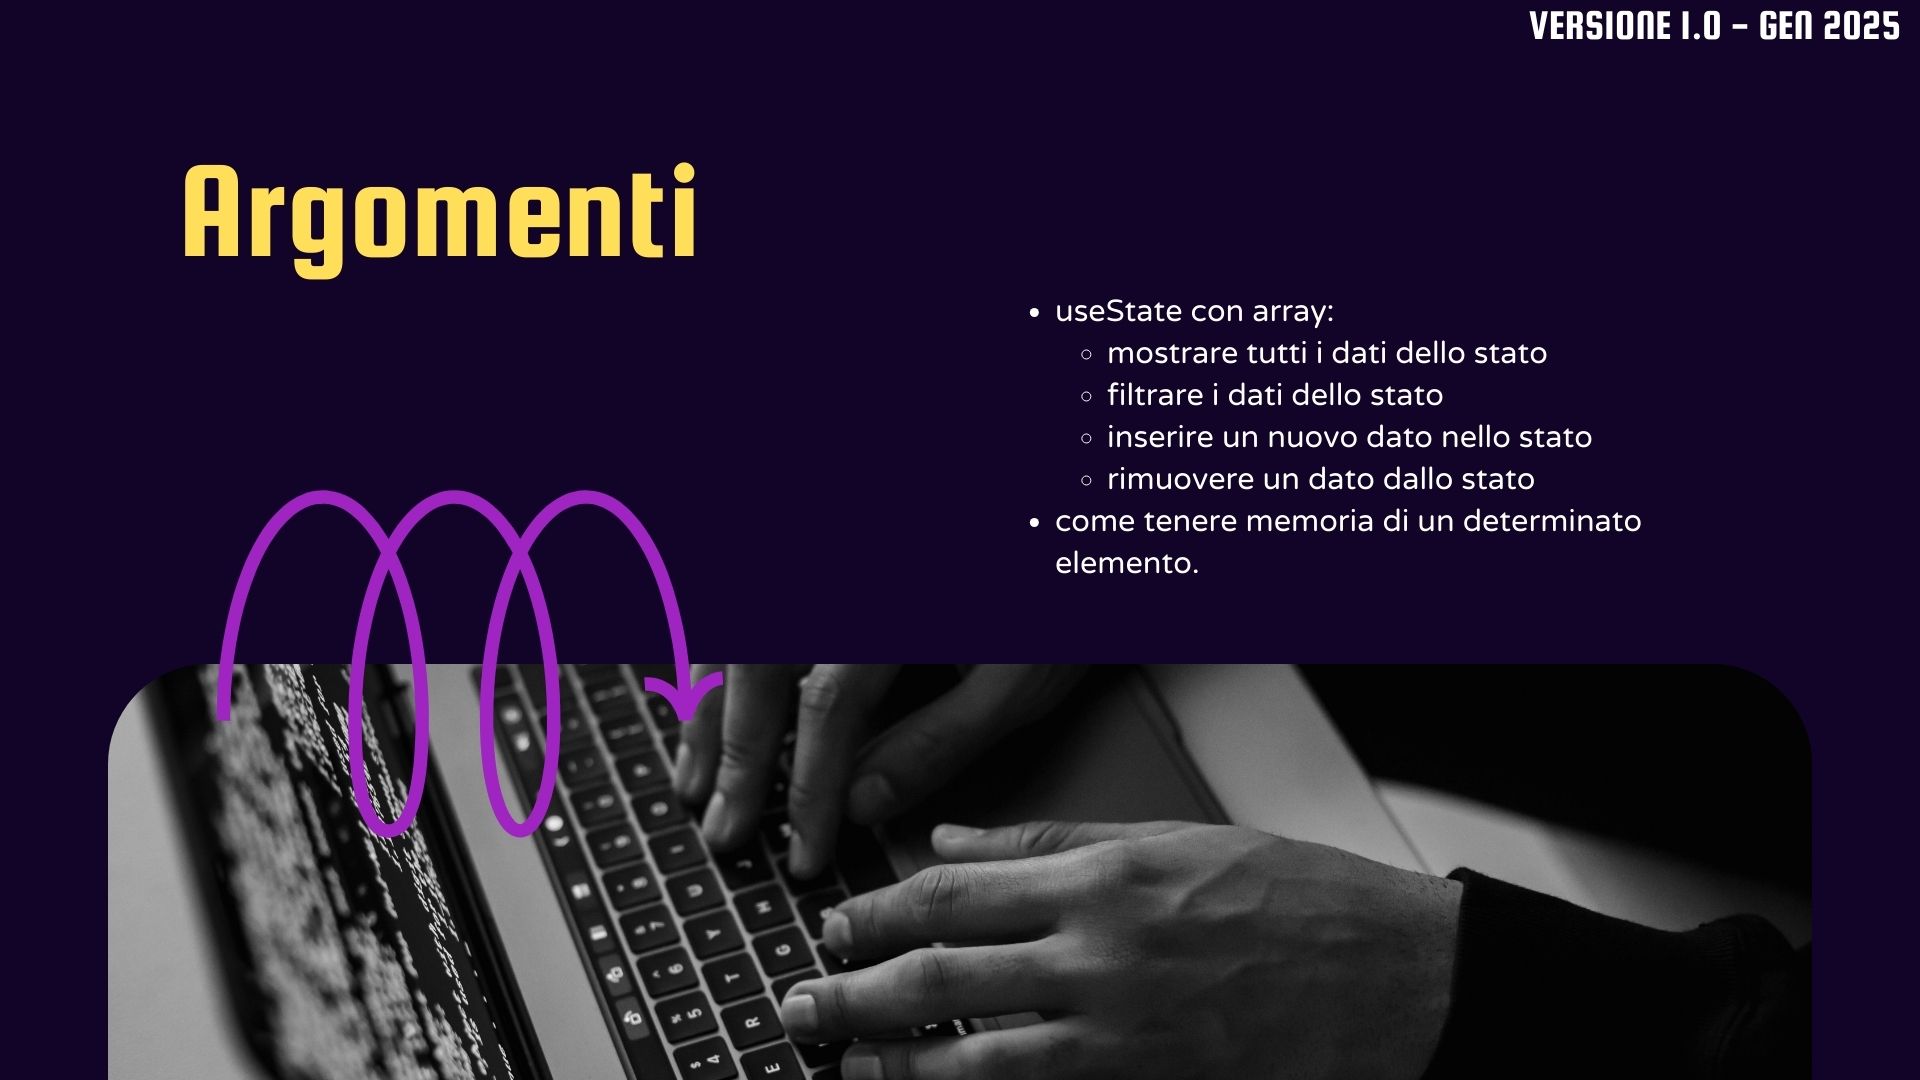 VERSIONE 1.0 - GEN 2025
Argomenti
• useState con array:
◦ mostrare tutti i dati dello stato
◦ filtrare i dati dello stato
◦ inserire un nuovo dato nello stato
◦ rimuovere un dato dallo stato
• come tenere memoria di un determinato
elemento.